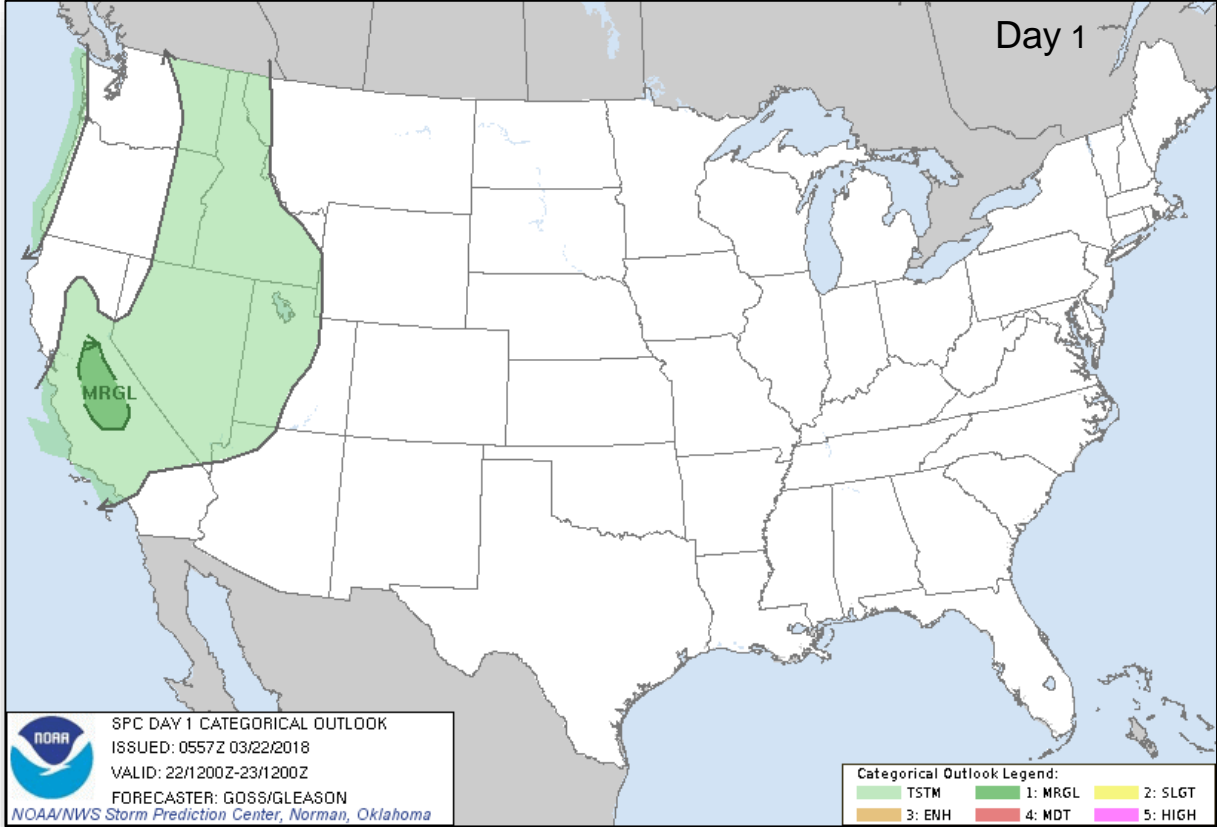 Day 1
MRGL
NOAA
SPC DAY 1 CATEGORICAL OUTLOOK
ISSUED: 0557Z 03/22/2018
VALID: 22/1200Z-23/1200Z
FORECASTER: GOSS/GLEASON
NOAA/NWS Storm Prediction Center, Norman, Oklahoma
Categorical Outlook Legend:
TSTM 1: MRGL 2: SLGT
3: ENH 4: MDT 5: HIGH